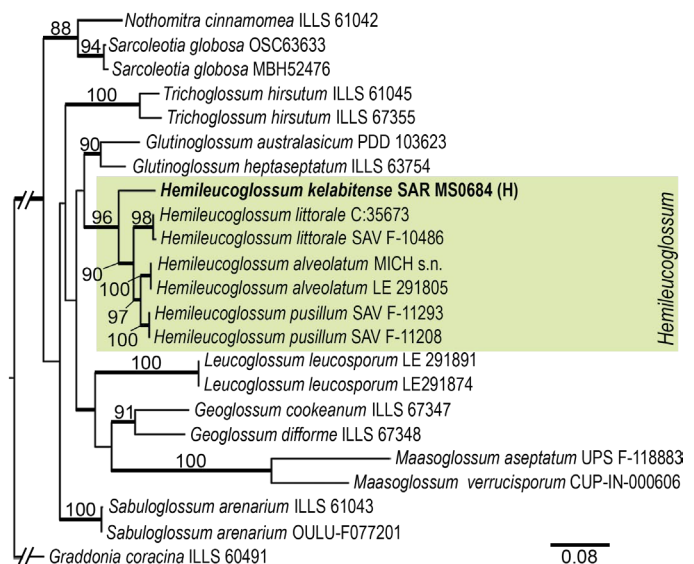 88
Nothomitra cinnamomea ILLS 61042
94
Sarcoleotia globosa OSC63633
Sarcoleotia globosa MBH52476
100
Trichoglossum hirsutum ILLS 61045
Trichoglossum hirsutum ILLS 67355
90
Glutinoglossum australasicum PDD 103623
Glutinoglossum heptaseptatum ILLS 63754
Hemileucoglossum kelabitense SAR MS0684 (H)
96
98
Hemileucoglossum littorale C:35673
Hemileucoglossum littorale SAV F-10486
90
Hemileucoglossum alveolatum MICH s.n.
100
Hemileucoglossum alveolatum LE 291805
97
Hemileucoglossum pusillum SAV F-11293
100
Hemileucoglossum pusillum SAV F-11208
Hemileucoglossum
100
Leucoglossum leucosporum LE 291891
Leucoglossum leucosporum LE291874
91
Geoglossum cookeanum ILLS 67347
Geoglossum difforme ILLS 67348
100
Maasoglossum aseptatum UPS F-118883
Maasoglossum verrucisporum CUP-IN-000606
100
Sabuloglossum arenarium ILLS 61043
Sabuloglossum arenarium OULU-F077201
Graddonia coracina ILLS 60491
0.08